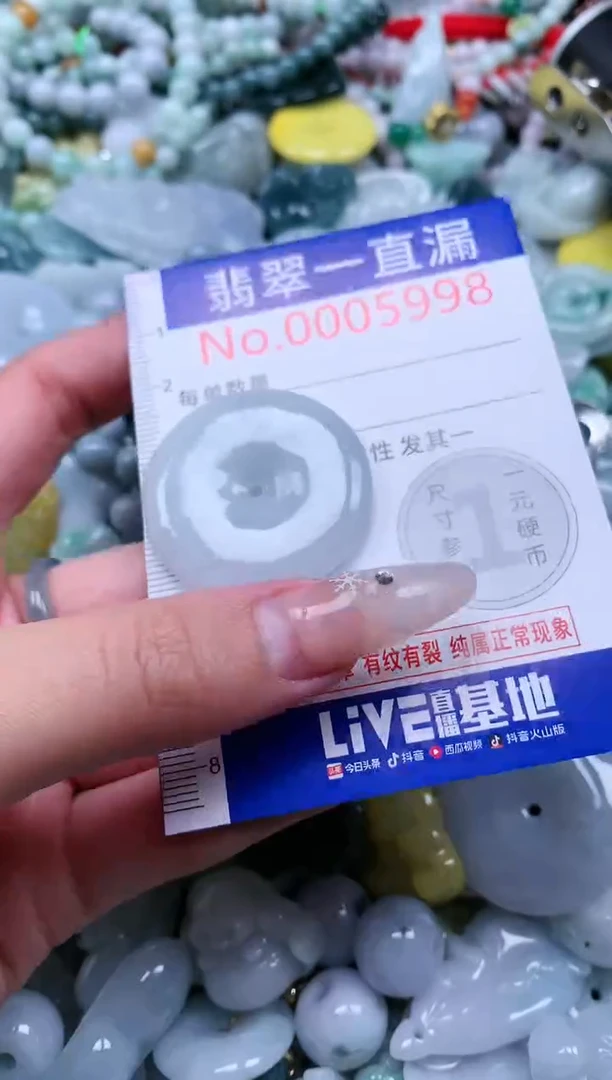 翡翠一直漏
No.0005998
1
2
每单数量
性发其一
尺寸参
1
一元硬币
有纹有裂 纯属正常现象
LiVE直播基地
8
今日头条 抖音 西瓜视频 抖音火山版